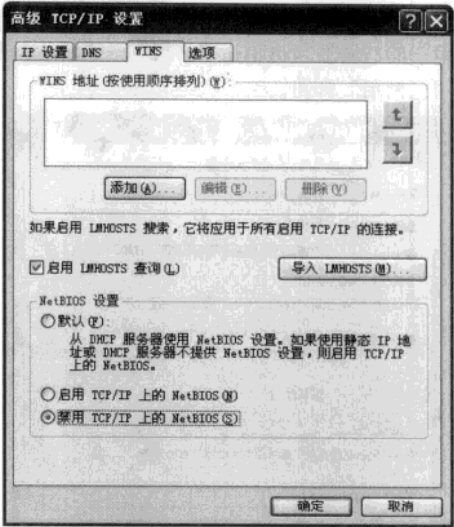 高级 TCP/IP 设置
IP 设置 DNS WINS 选项
WINS 地址(按使用顺序排列)(W):
添加(A)... 编辑(E)... 删除(V)
如果启用 LMHOSTS 搜索，它将应用于所有启用 TCP/IP 的连接。
启用 LMHOSTS 查询(L) 导入 LMHOSTS(M)...
NetBIOS 设置
默认(F):
从 DHCP 服务器使用 NetBIOS 设置。如果使用静态 IP 地
址或 DHCP 服务器不提供 NetBIOS 设置，则启用 TCP/IP
上的 NetBIOS。
启用 TCP/IP 上的 NetBIOS(N)
禁用 TCP/IP 上的 NetBIOS(S)
确定 取消